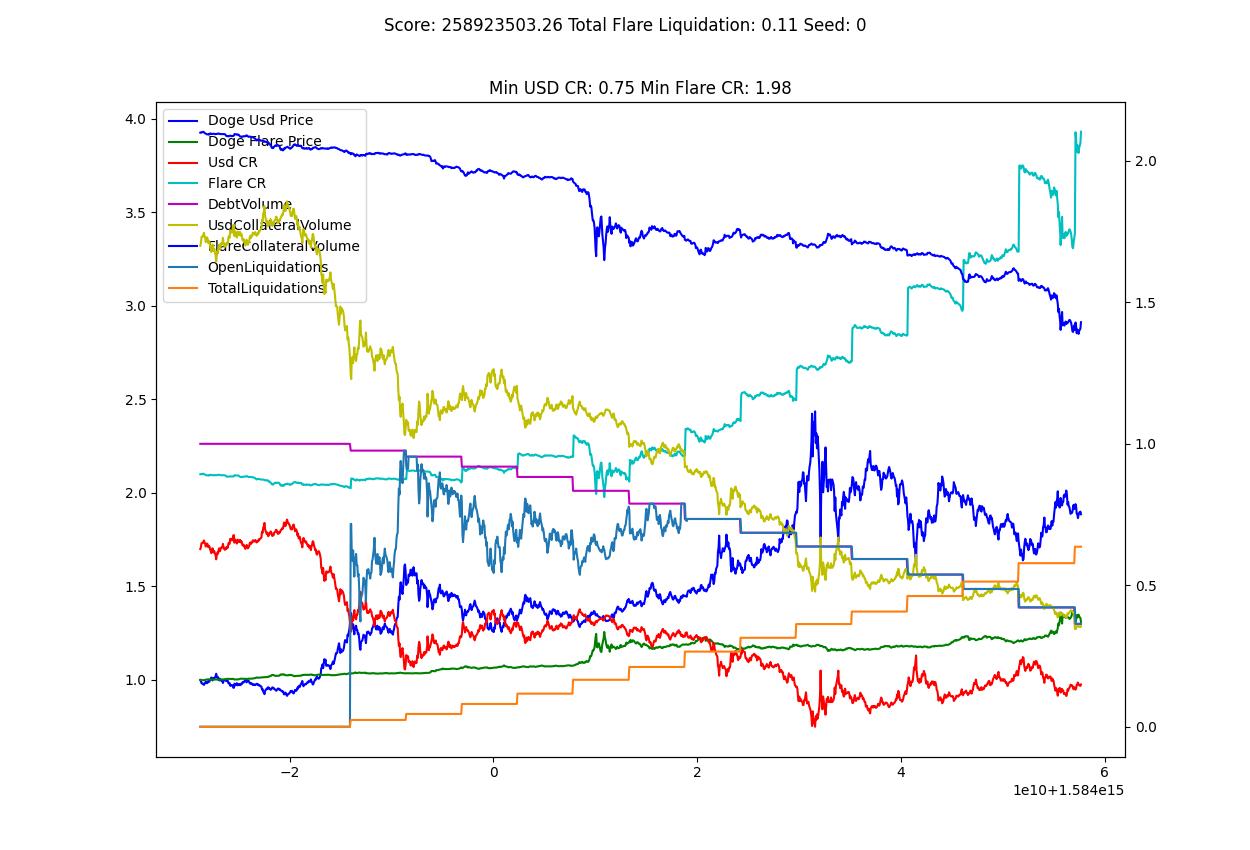 Score: 258923503.26 Total Flare Liquidation: 0.11 Seed: 0
Min USD CR: 0.75 Min Flare CR: 1.98
Doge Usd Price
Doge Flare Price
Usd CR
Flare CR
DebtVolume
UsdCollateralVolume
FlareCollateralVolume
OpenLiquidations
TotalLiquidations
4.0
3.5
3.0
2.5
2.0
1.5
1.0
2.0
1.5
1.0
0.5
0.0
−2
0
2
4
6
1e10+1.584e15